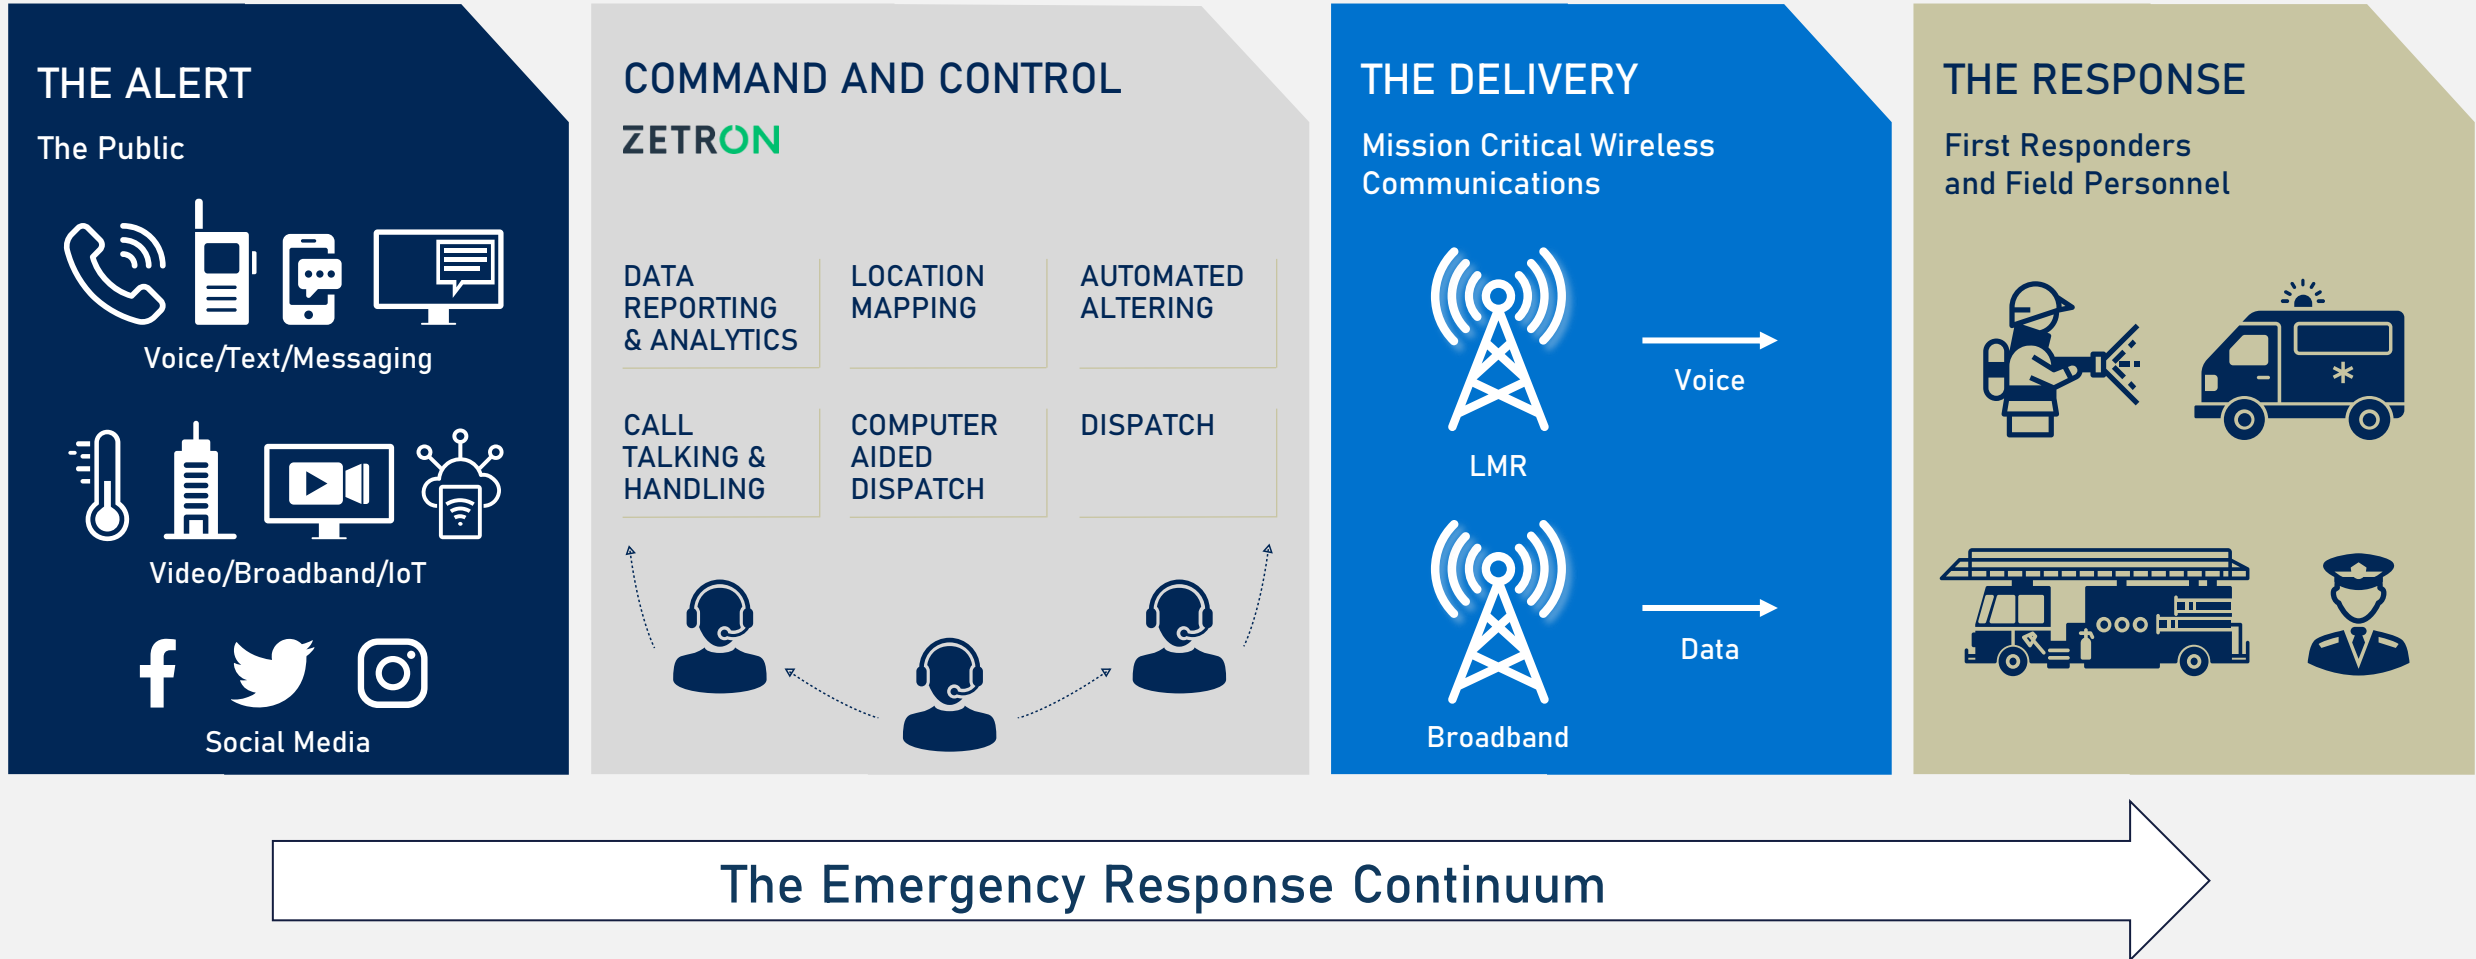 THE ALERT
The Public
Voice/Text/Messaging
Video/Broadband/IoT
Social Media
COMMAND AND CONTROL
ZETRON
DATA
REPORTING
& ANALYTICS
LOCATION
MAPPING
AUTOMATED
ALTERING
CALL
TALKING &
HANDLING
COMPUTER
AIDED
DISPATCH
DISPATCH
THE DELIVERY
Mission Critical Wireless
Communications
Voice
LMR
Data
Broadband
THE RESPONSE
First Responders
and Field Personnel
The Emergency Response Continuum